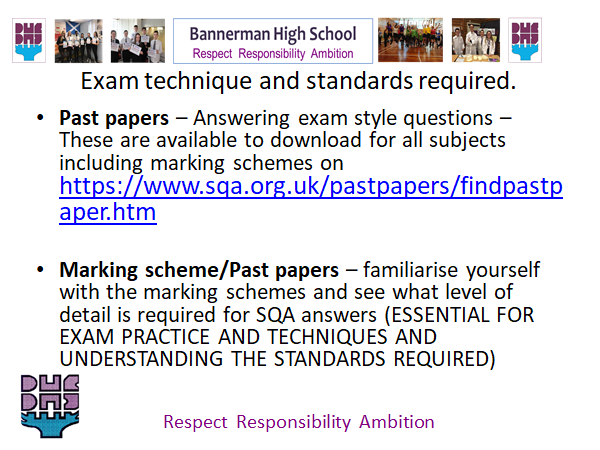 Bannerman High School
Respect Responsibility Ambition
Exam technique and standards required.
• Past papers – Answering exam style questions –
These are available to download for all subjects
including marking schemes on
https://www.sqa.org.uk/pastpapers/findpastp
aper.htm
• Marking scheme/Past papers – familiarise yourself
with the marking schemes and see what level of
detail is required for SQA answers (ESSENTIAL FOR
EXAM PRACTICE AND TECHNIQUES AND
UNDERSTANDING THE STANDARDS REQUIRED)
Respect Responsibility Ambition